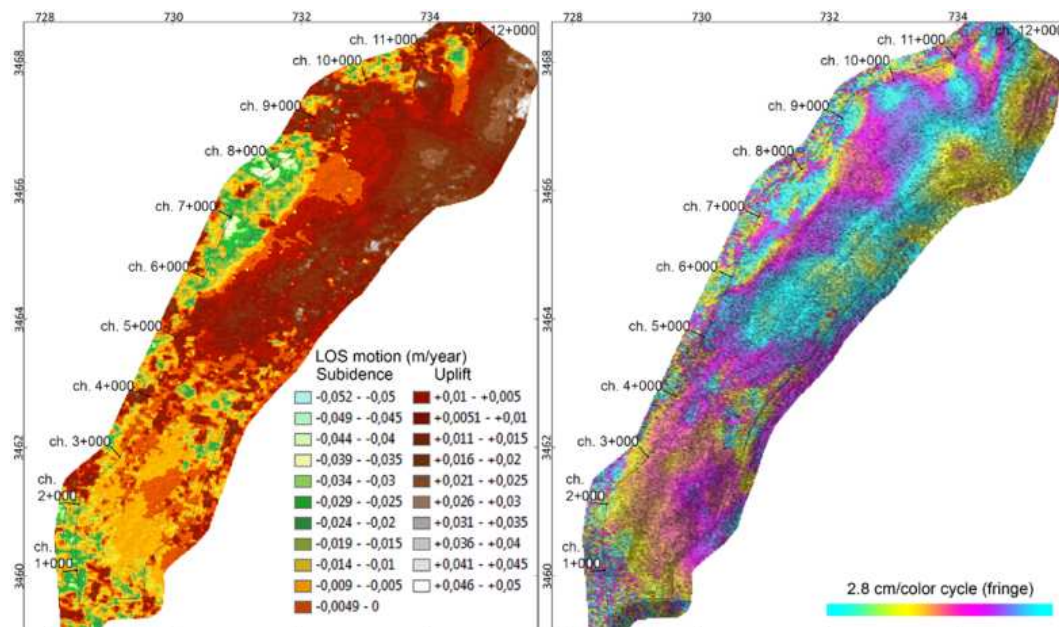 728 730 732 734
3468
3466
3464
3462
3460
ch. 12+000
ch. 11+000
ch. 10+000
ch. 9+000
ch. 8+000
ch. 7+000
ch. 6+000
ch. 5+000
ch. 4+000
ch. 3+000
ch.
2+000
ch.
1+000
LOS motion (m/year)
Subidence Uplift
-0,052 - -0,05 +0,01 - +0,005
-0,049 - -0,045 +0,0051 - +0,01
-0,044 - -0,04 +0,011 - +0,015
-0,039 - -0,035 +0,016 - +0,02
-0,034 - -0,03 +0,021 - +0,025
-0,029 - -0,025 +0,026 - +0,03
-0,024 - -0,02 +0,031 - +0,035
-0,019 - -0,015 +0,036 - +0,04
-0,014 - -0,01 +0,041 - +0,045
-0,009 - -0,005 +0,046 - +0,05
-0,0049 - 0
728 730 732 734
3468
3466
3464
3462
3460
ch. 12+000
ch. 11+000
ch. 10+000
ch. 9+000
ch. 8+000
ch. 7+000
ch. 6+000
ch. 5+000
ch. 4+000
ch. 3+000
ch.
2+000
ch.
1+000
2.8 cm/color cycle (fringe)